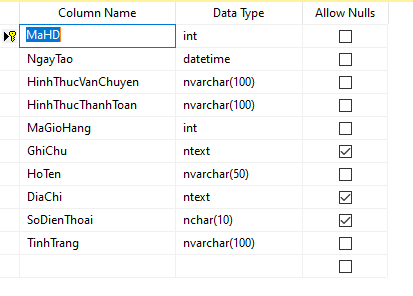 Column Name Data Type Allow Nulls
MaHD int
NgayTao datetime
HinhThucVanChuyen nvarchar(100)
HinhThucThanhToan nvarchar(100)
MaGioHang int
GhiChu ntext
HoTen nvarchar(50)
DiaChi ntext
SoDienThoai nchar(10)
TinhTrang nvarchar(100)